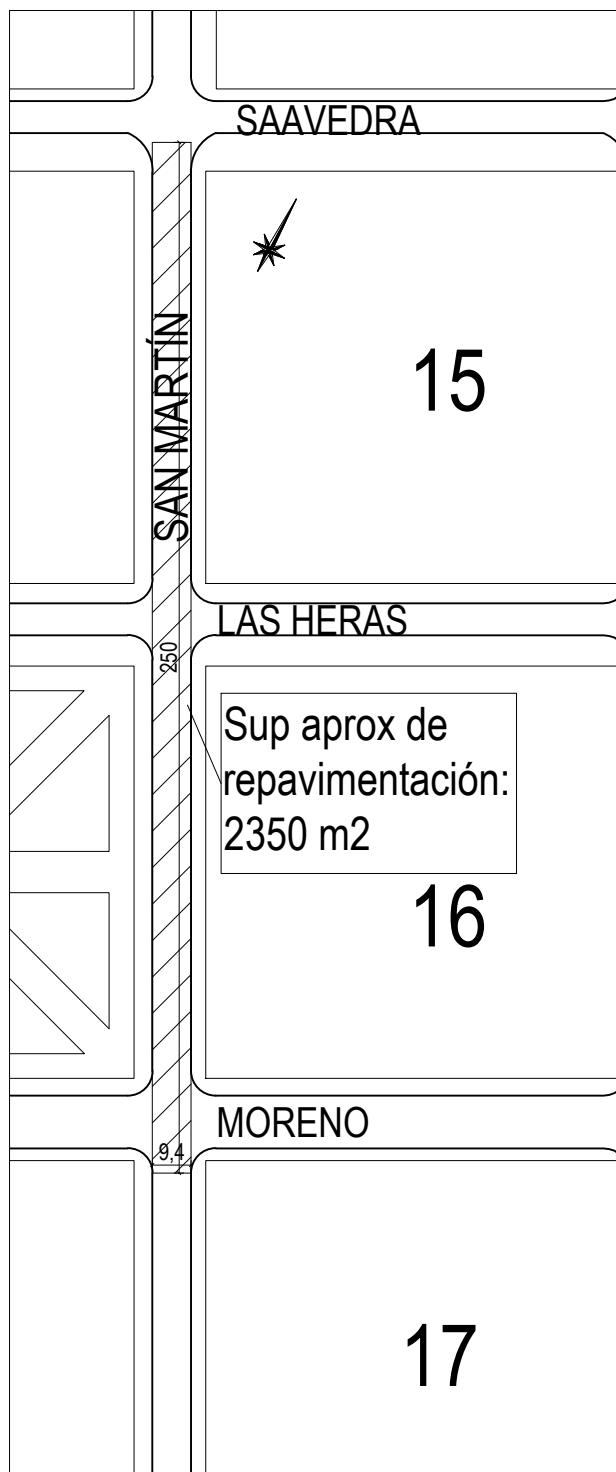 SAAVEDRA
SAN MARTÍN
15
LAS HERAS
250
Sup aprox de
repavimentación:
2350 m2
16
MORENO
9,4
17